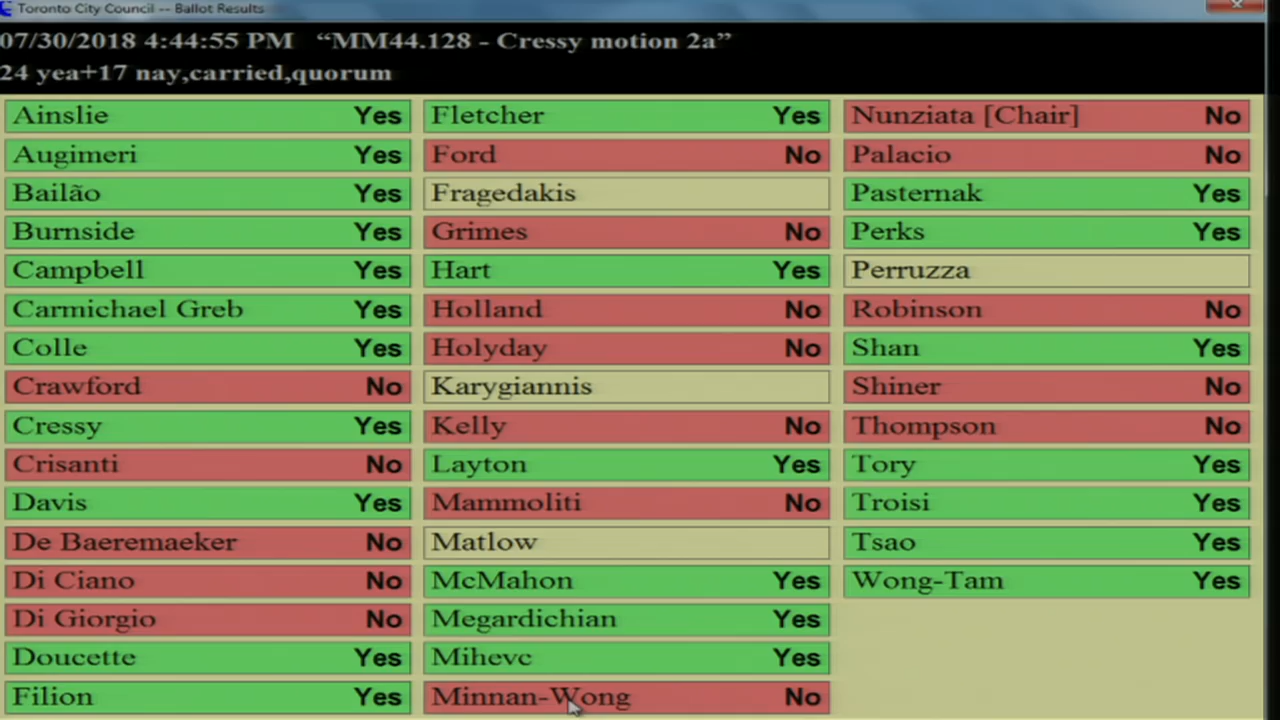 Toronto City Council -- Ballot Results
07/30/2018 4:44:55 PM “MM44.128 - Cressy motion 2a”
24 yea+17 nay,carried,quorum
Ainslie Yes
Augimeri Yes
Bailão Yes
Burnside Yes
Campbell Yes
Carmichael Greb Yes
Colle Yes
Crawford No
Cressy Yes
Crisanti No
Davis Yes
De Baeremaeker No
Di Ciano No
Di Giorgio No
Doucette Yes
Filion Yes
Fletcher Yes
Ford No
Fragedakis
Grimes No
Hart Yes
Holland No
Holyday No
Karygiannis
Kelly No
Layton Yes
Mammoliti No
Matlow
McMahon Yes
Megardichian Yes
Mihevc Yes
Minnan-Wong No
Nunziata [Chair] No
Palacio No
Pasternak Yes
Perks Yes
Perruzza
Robinson No
Shan Yes
Shiner No
Thompson No
Tory Yes
Troisi Yes
Tsao Yes
Wong-Tam Yes